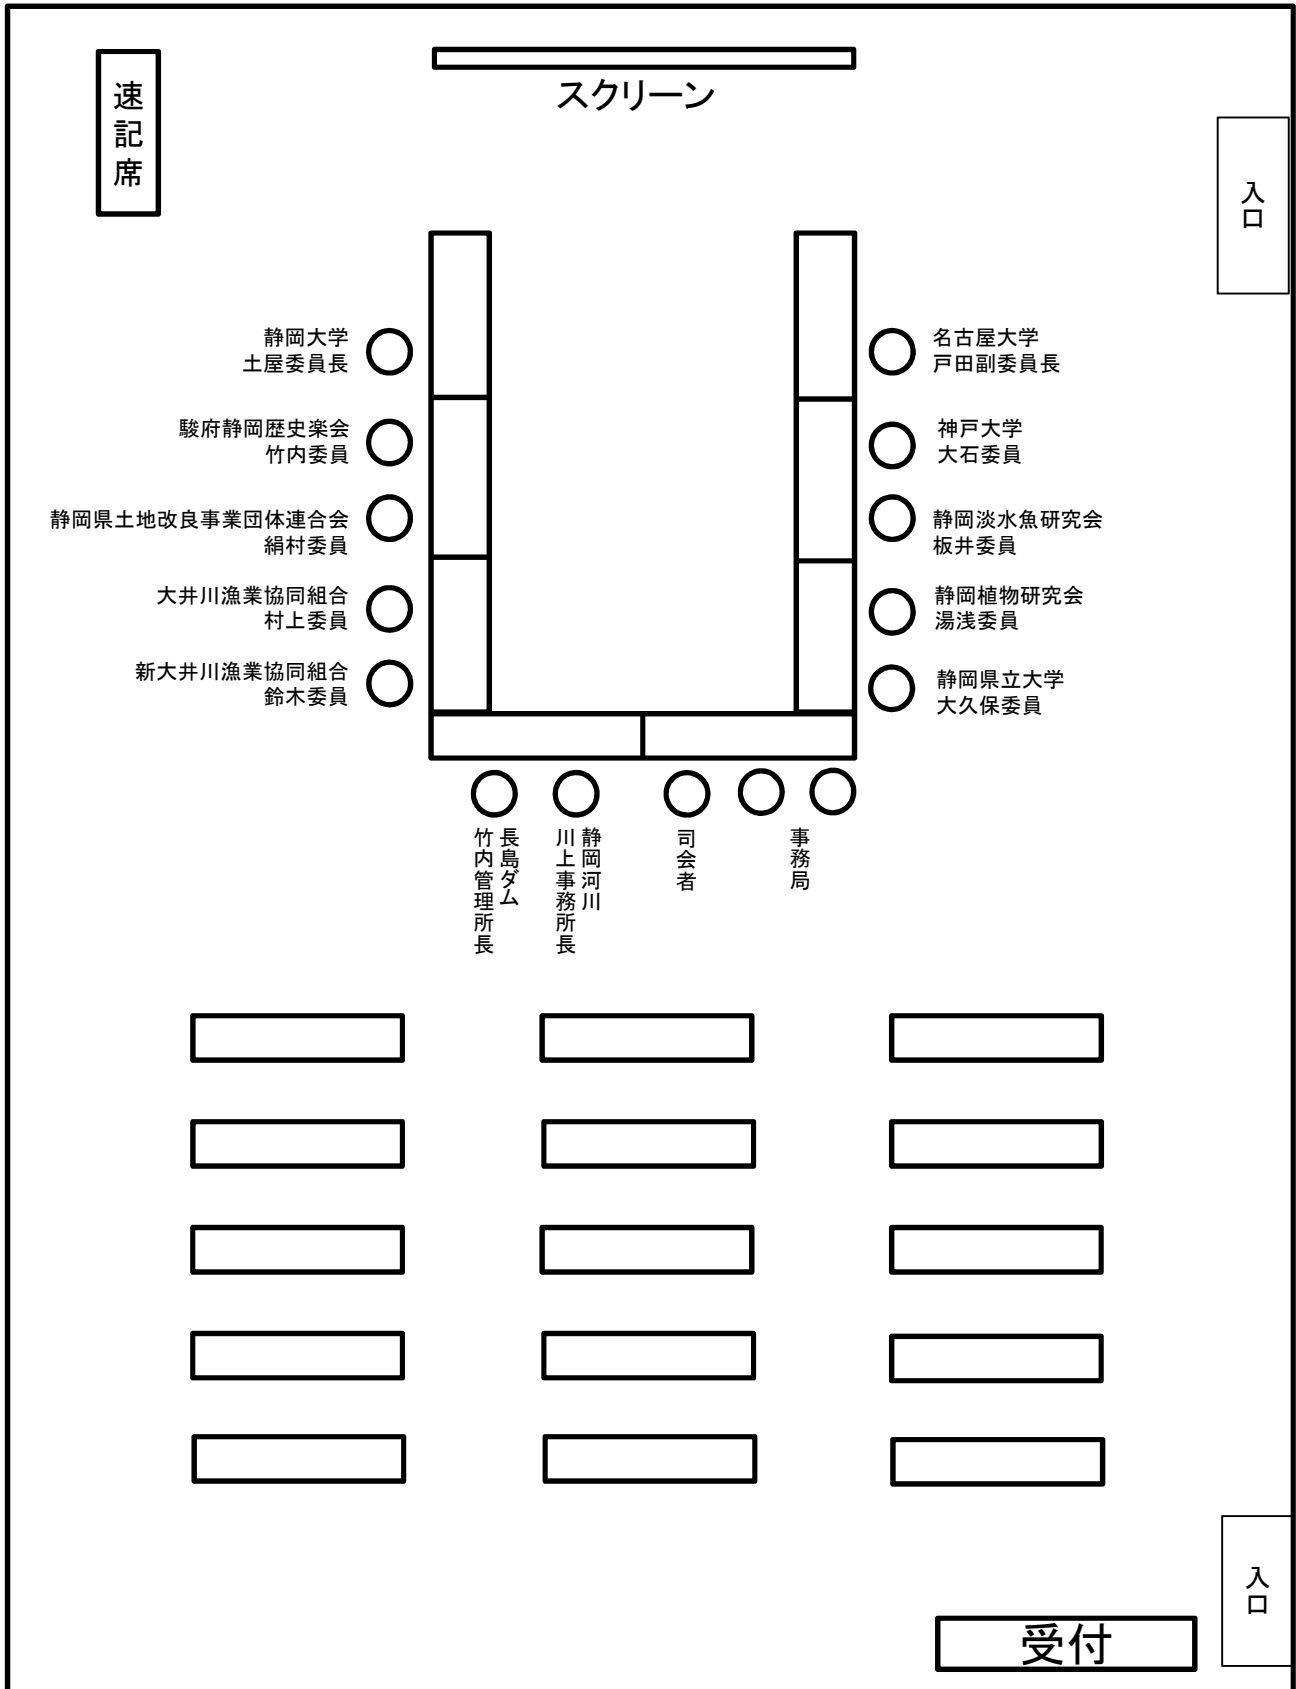 スクリーン
速記席
入口
静岡大学
土屋委員長
駿府静岡歴史楽会
竹内委員
静岡県土地改良事業団体連合会
絹村委員
大井川漁業協同組合
村上委員
新大井川漁業協同組合
鈴木委員
名古屋大学
戸田副委員長
神戸大学
大石委員
静岡淡水魚研究会
板井委員
静岡植物研究会
湯浅委員
静岡県立大学
大久保委員
長島ダム
竹内管理所長
静岡河川
川上事務所長
司会者
事務局
入口
受付